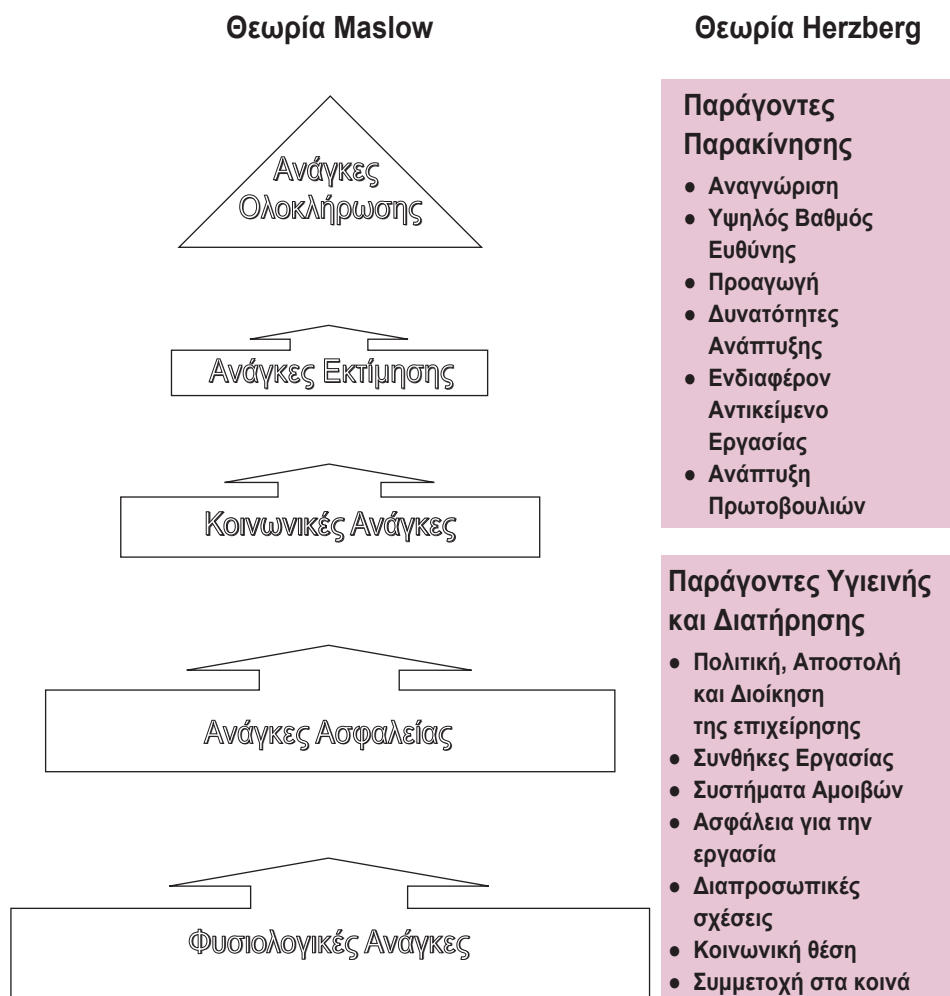 Θεωρία Maslow
Ανάγκες
Ολοκλήρωσης
Ανάγκες Εκτίμησης
Κοινωνικές Ανάγκες
Ανάγκες Ασφαλείας
Φυσιολογικές Ανάγκες
Θεωρία Herzberg
Παράγοντες
Παρακίνησης
● Αναγνώριση
● Υψηλός Βαθμός
Ευθύνης
● Προαγωγή
● Δυνατότητες
Ανάπτυξης
● Ενδιαφέρον
Αντικείμενο
Εργασίας
● Ανάπτυξη
Πρωτοβουλιών
Παράγοντες Υγιεινής
και Διατήρησης
● Πολιτική, Αποστολή
και Διοίκηση
της επιχείρησης
● Συνθήκες Εργασίας
● Συστήματα Αμοιβών
● Ασφάλεια για την
εργασία
● Διαπροσωπικές
σχέσεις
● Κοινωνική θέση
● Συμμετοχή στα κοινά